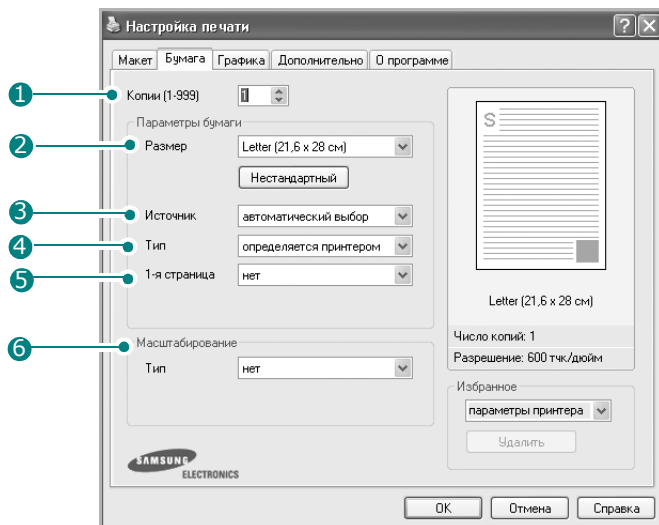 Настройка печати
Макет Бумага Графика Дополнительно О программе
1 Копии (1-999) 1
Параметры бумаги
2 Размер Letter (21,6 x 28 см)
Нестандартный
3 Источник автоматический выбор
4 Тип определяется принтером
5 1-я страница нет
6 Масштабирование
Тип нет
S
Letter (21,6 x 28 см)
Число копий: 1
Разрешение: 600 тчк/дюйм
Избранное
параметры принтера
Удалить
SAMSUNG
ELECTRONICS
OK Отмена Справка